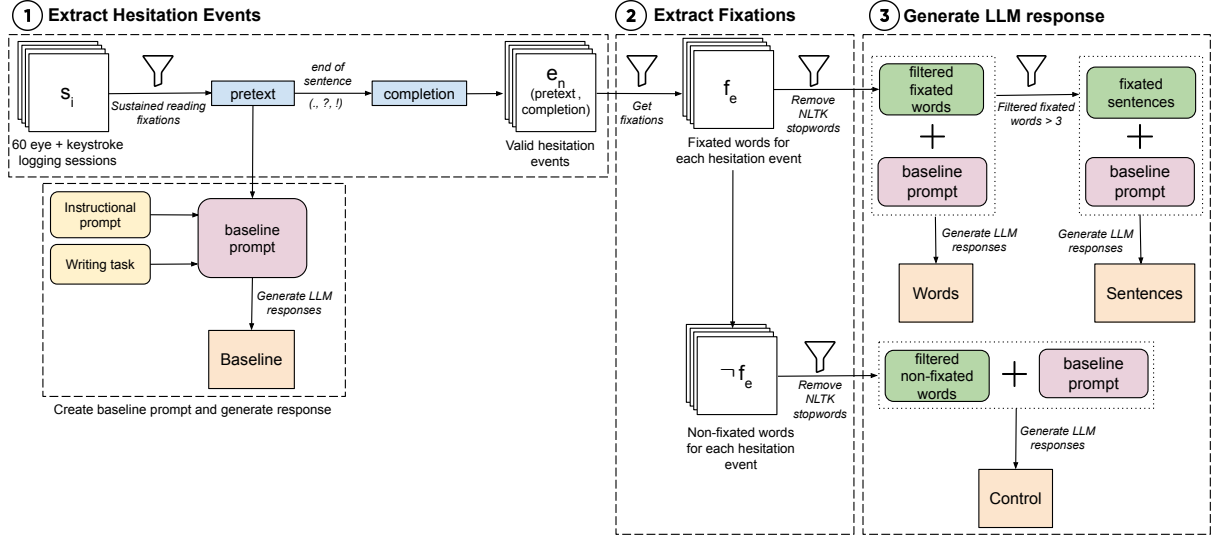 1 Extract Hesitation Events
s_i
60 eye + keystroke
logging sessions
Sustained reading
fixations
pretext
end of
sentence
(., ?, !)
completion
e_n
(pretext ,
completion)
Valid hesitation
events
Instructional
prompt
Writing task
baseline
prompt
Generate LLM
responses
Baseline
Create baseline prompt and generate response
2 Extract Fixations
Get
fixations
f_e
Fixated words for
each hesitation event
Remove
NLTK
stopwords
¬ f_e
Non-fixated words
for each hesitation
event
Remove
NLTK
stopwords
3 Generate LLM response
filtered
fixated
words
+
baseline
prompt
Filtered fixated
words > 3
fixated
sentences
+
baseline
prompt
Generate LLM
responses
Words
Generate LLM
responses
Sentences
filtered
non-fixated
words
+
baseline
prompt
Generate LLM
responses
Control